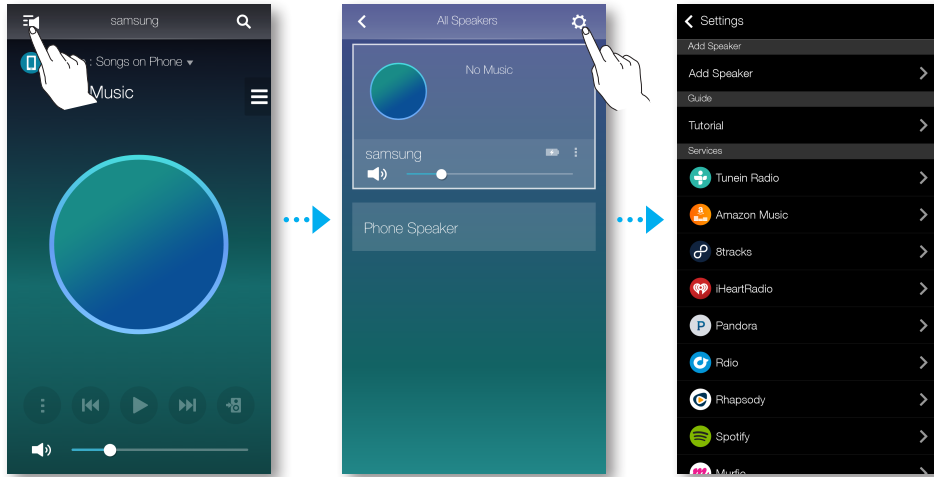 samsung
: Songs on Phone
Music
All Speakers
No Music
samsung
Phone Speaker
Settings
Add Speaker
Add Speaker
Guide
Tutorial
Services
Tunein Radio
Amazon Music
8tracks
iHeartRadio
Pandora
Rdio
Rhapsody
Spotify
Murfie